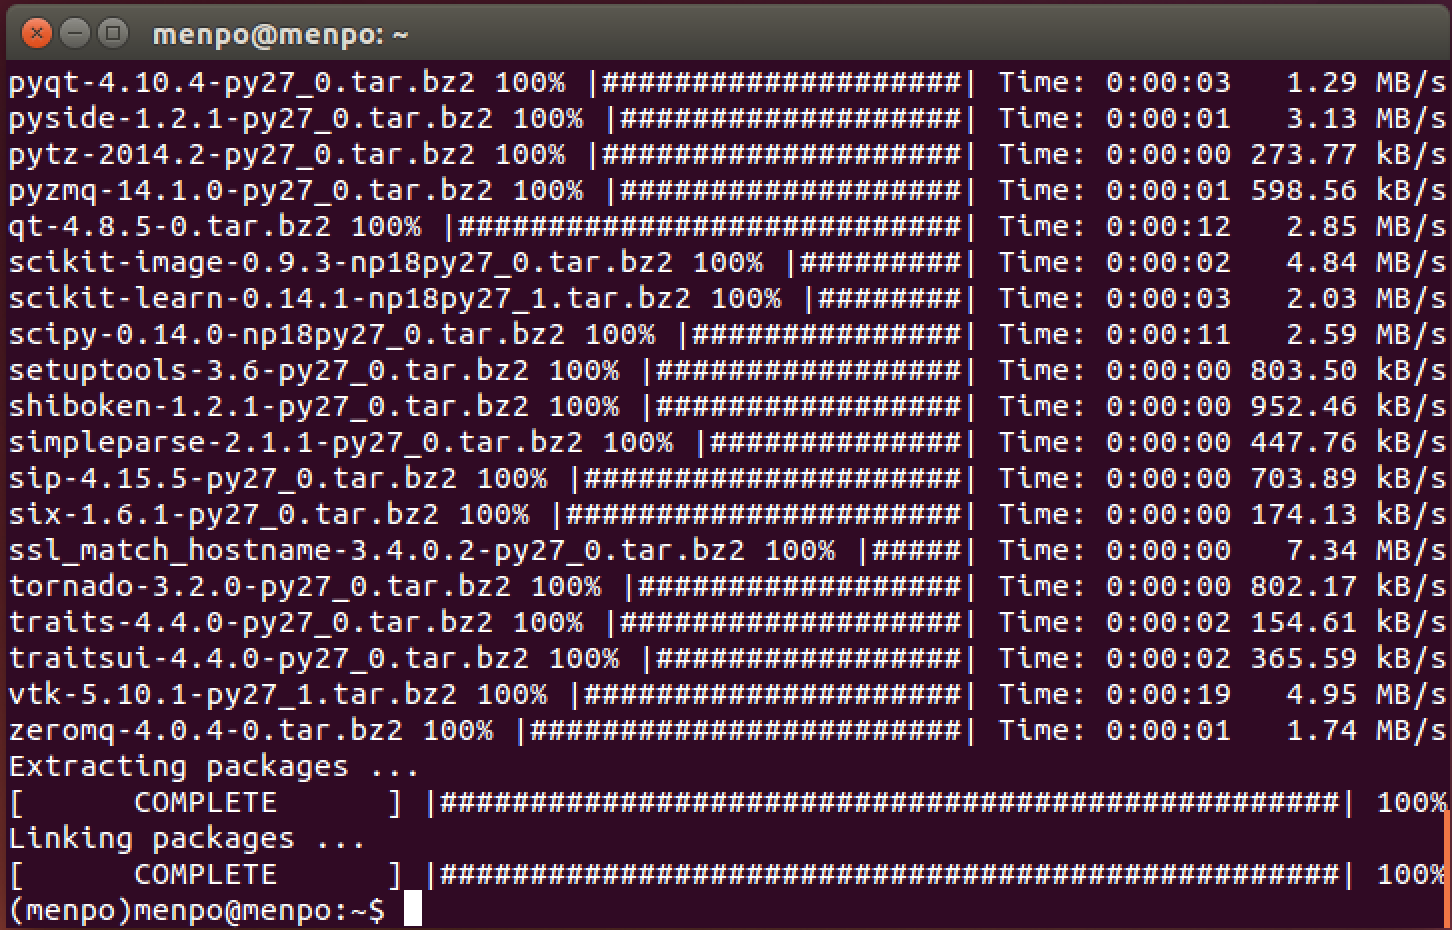 menpo@menpo: ~
pyqt-4.10.4-py27_0.tar.bz2 100% |####################| Time: 0:00:03   1.29 MB/s
pyside-1.2.1-py27_0.tar.bz2 100% |###################| Time: 0:00:01   3.13 MB/s
pytz-2014.2-py27_0.tar.bz2 100% |####################| Time: 0:00:00 273.77 kB/s
pyzmq-14.1.0-py27_0.tar.bz2 100% |###################| Time: 0:00:01 598.56 kB/s
qt-4.8.5-0.tar.bz2 100% |############################| Time: 0:00:12   2.85 MB/s
scikit-image-0.9.3-np18py27_0.tar.bz2 100% |#########| Time: 0:00:02   4.84 MB/s
scikit-learn-0.14.1-np18py27_1.tar.bz2 100% |########| Time: 0:00:03   2.03 MB/s
scipy-0.14.0-np18py27_0.tar.bz2 100% |###############| Time: 0:00:11   2.59 MB/s
setuptools-3.6-py27_0.tar.bz2 100% |#################| Time: 0:00:00 803.50 kB/s
shiboken-1.2.1-py27_0.tar.bz2 100% |#################| Time: 0:00:00 952.46 kB/s
simpleparse-2.1.1-py27_0.tar.bz2 100% |##############| Time: 0:00:00 447.76 kB/s
sip-4.15.5-py27_0.tar.bz2 100% |#####################| Time: 0:00:00 703.89 kB/s
six-1.6.1-py27_0.tar.bz2 100% |######################| Time: 0:00:00 174.13 kB/s
ssl_match_hostname-3.4.0.2-py27_0.tar.bz2 100% |#####| Time: 0:00:00   7.34 MB/s
tornado-3.2.0-py27_0.tar.bz2 100% |##################| Time: 0:00:00 802.17 kB/s
traits-4.4.0-py27_0.tar.bz2 100% |###################| Time: 0:00:02 154.61 kB/s
traitsui-4.4.0-py27_0.tar.bz2 100% |#################| Time: 0:00:02 365.59 kB/s
vtk-5.10.1-py27_1.tar.bz2 100% |#####################| Time: 0:00:19   4.95 MB/s
zeromq-4.0.4-0.tar.bz2 100% |########################| Time: 0:00:01   1.74 MB/s
Extracting packages ...
[      COMPLETE      ] |##################################################| 100%
Linking packages ...
[      COMPLETE      ] |##################################################| 100%
(menpo)menpo@menpo:~$